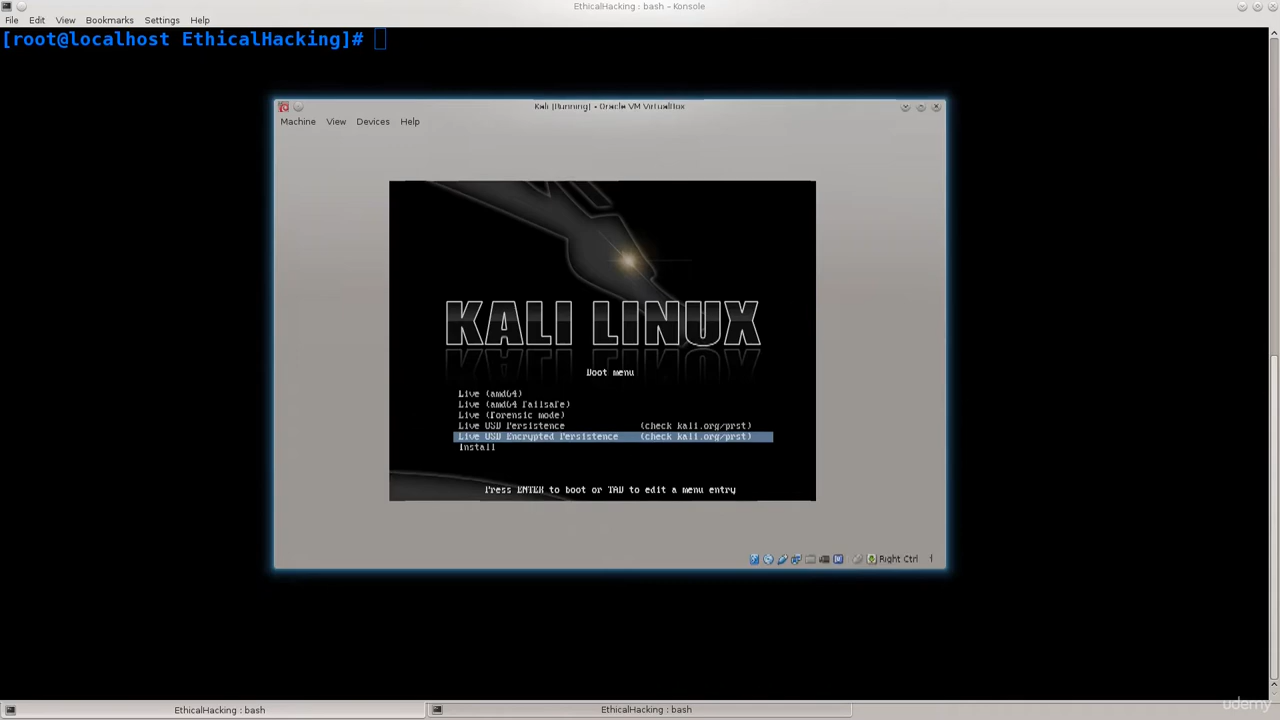 EthicalHacking : bash – Konsole
File Edit View Bookmarks Settings Help
[root@localhost EthicalHacking]#
Kali [Running] - Oracle VM VirtualBox
Machine View Devices Help
KALI LINUX
Boot menu
Live (amd64)
Live (amd64 failsafe)
Live (forensic mode)
Live USB Persistence (check kali.org/prst)
Live USB Encrypted Persistence (check kali.org/prst)
Install
Press ENTER to boot or TAB to edit a menu entry
Right Ctrl
EthicalHacking : bash
EthicalHacking : bash
udemy